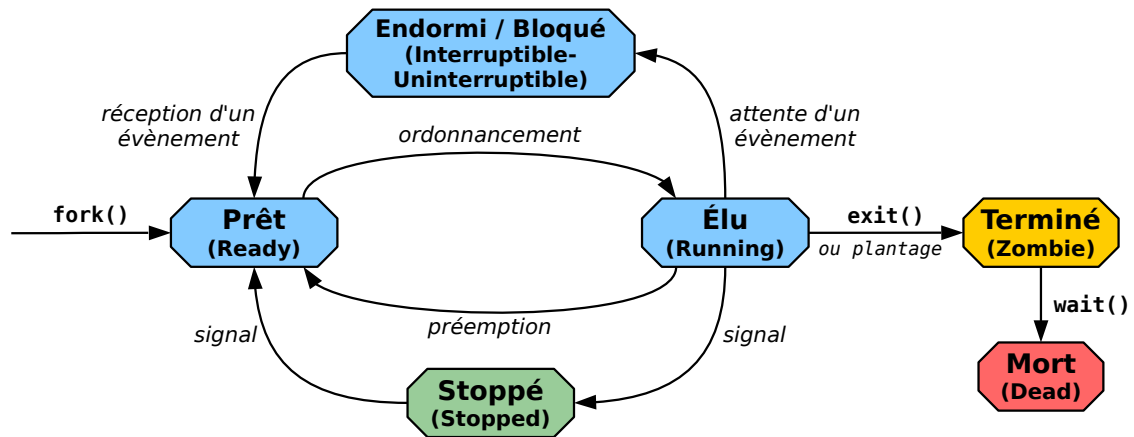 Endormi / Bloqué
(Interruptible-
Uninterruptible)
réception d'un
évènement
attente d'un
évènement
ordonnancement
fork()
Prêt
(Ready)
Élu
(Running)
exit()
ou plantage
Terminé
(Zombie)
signal
préemption
signal
wait()
Stoppé
(Stopped)
Mort
(Dead)